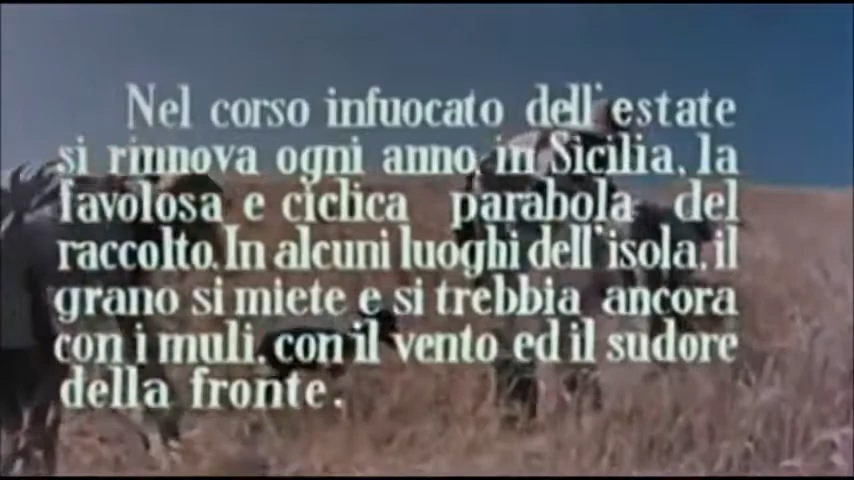 Nel corso infuocato dell'estate
si rinnova ogni anno in Sicilia, la
favolosa e ciclica parabola del
raccolto. In alcuni luoghi dell'isola, il
grano si miete e si trebbia ancora
con i muli, con il vento ed il sudore
della fronte.